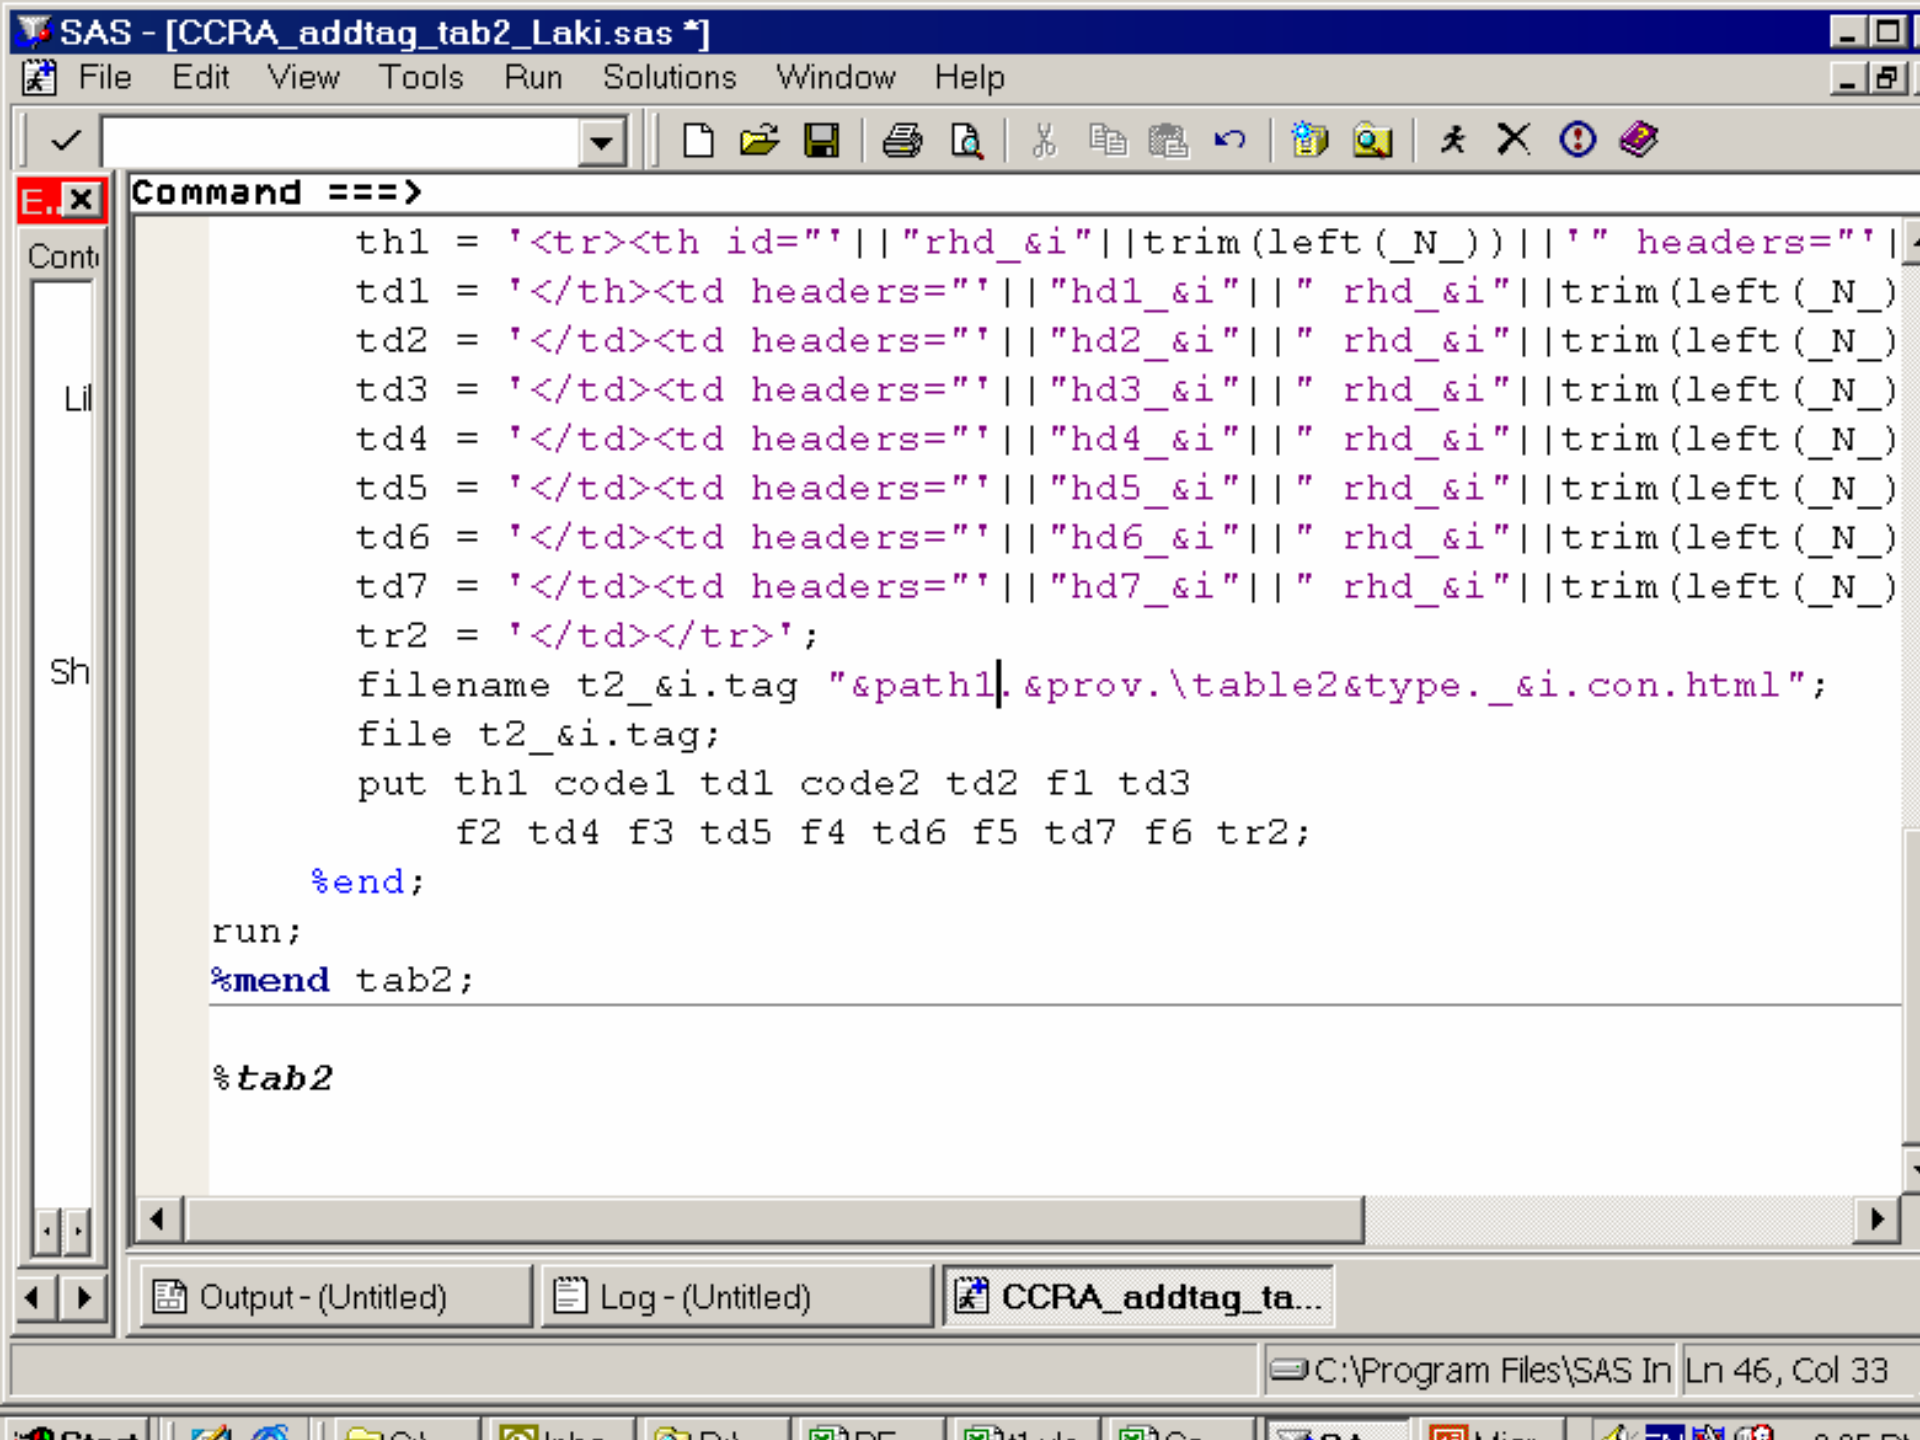 SAS - [CCRA_addtag_tab2_Laki.sas *]
File Edit View Tools Run Solutions Window Help
E..
Command ===>
Cont
Lil
Sh
th1 = '<tr><th id="'||"rhd_&i"||trim(left(_N_))||'" headers="'|
td1 = '</th><td headers="'||"hd1_&i"||" rhd_&i"||trim(left(_N_)
td2 = '</td><td headers="'||"hd2_&i"||" rhd_&i"||trim(left(_N_)
td3 = '</td><td headers="'||"hd3_&i"||" rhd_&i"||trim(left(_N_)
td4 = '</td><td headers="'||"hd4_&i"||" rhd_&i"||trim(left(_N_)
td5 = '</td><td headers="'||"hd5_&i"||" rhd_&i"||trim(left(_N_)
td6 = '</td><td headers="'||"hd6_&i"||" rhd_&i"||trim(left(_N_)
td7 = '</td><td headers="'||"hd7_&i"||" rhd_&i"||trim(left(_N_)
tr2 = '</td></tr>';
filename t2_&i.tag "&path1.&prov.\table2&type._&i.con.html";
file t2_&i.tag;
put th1 code1 td1 code2 td2 f1 td3
f2 td4 f3 td5 f4 td6 f5 td7 f6 tr2;
%end;
run;
%mend tab2;
%tab2
Output - (Untitled) Log - (Untitled) CCRA_addtag_ta...
C:\Program Files\SAS In Ln 46, Col 33
Start